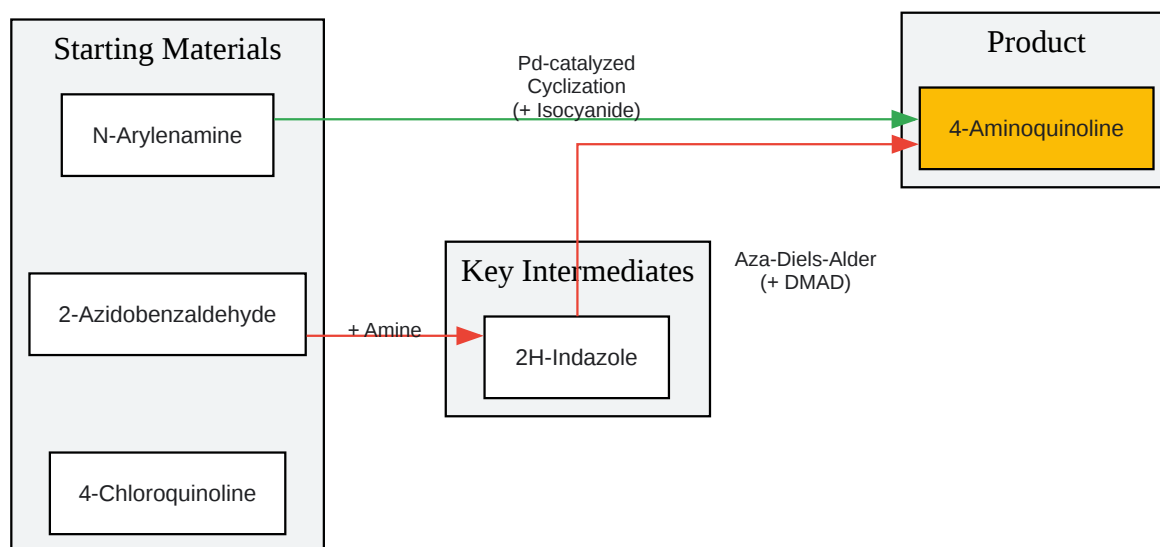 Starting Materials
N-Arylenamine
2-Azidobenzaldehyde
4-Chloroquinoline
Pd-catalyzed
Cyclization
(+ Isocyanide)
+ Amine
Key Intermediates
2H-Indazole
Aza-Diels-Alder
(+ DMAD)
Product
4-Aminoquinoline